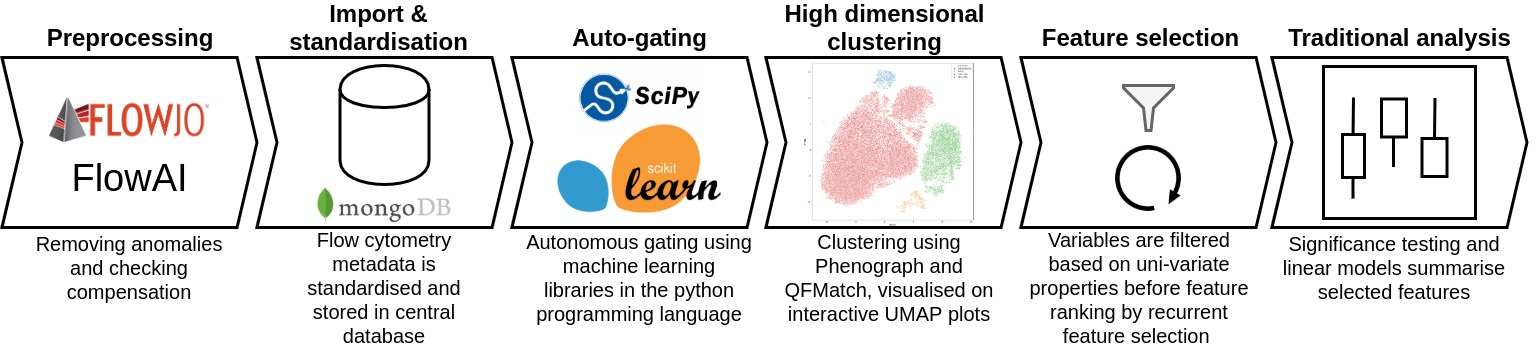 Preprocessing
FLOWJO
FlowAI
Removing anomalies
and checking
compensation
Import &
standardisation
mongoDB
Flow cytometry
metadata is
standardised and
stored in central
database
Auto-gating
SciPy
scikit
learn
Autonomous gating using
machine learning
libraries in the python
programming language
High dimensional
clustering
Clustering using
Phenograph and
QFMatch, visualised on
interactive UMAP plots
Feature selection
Variables are filtered
based on uni-variate
properties before feature
ranking by recurrent
feature selection
Traditional analysis
Significance testing and
linear models summarise
selected features